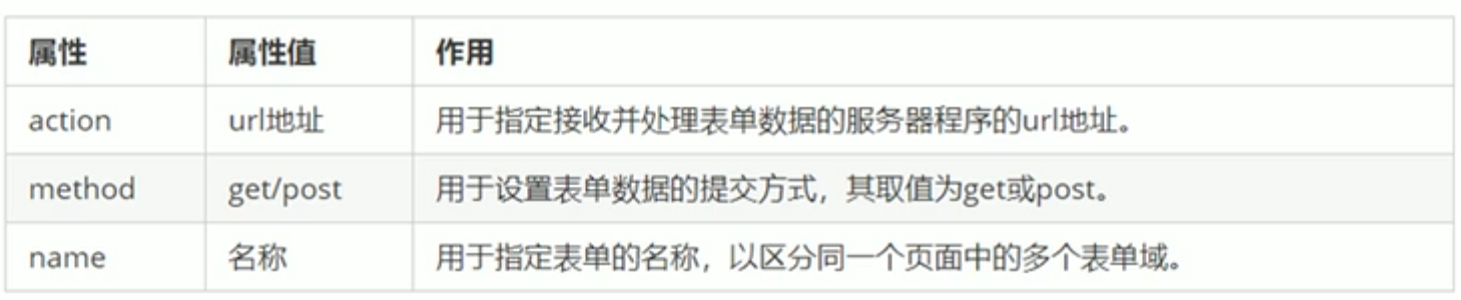 属性 属性值 作用
action url地址 用于指定接收并处理表单数据的服务器程序的url地址。
method get/post 用于设置表单数据的提交方式，其取值为get或post。
name 名称 用于指定表单的名称，以区分同一个页面中的多个表单域。